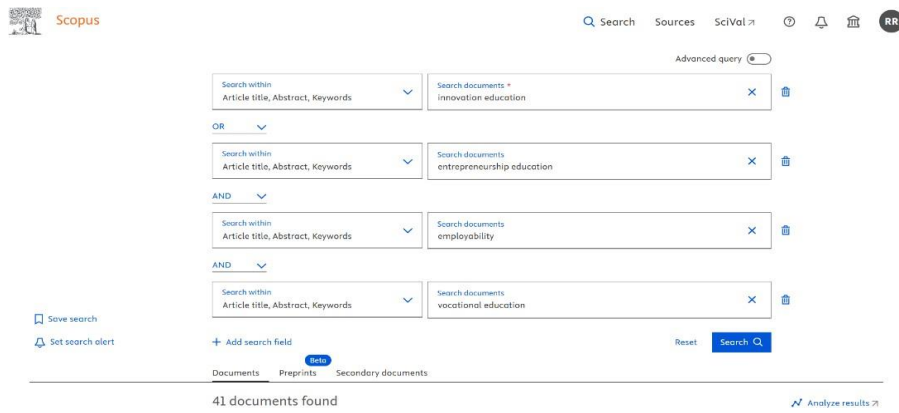 Scopus
Search Sources SciVal RR
Advanced query
Search within
Article title, Abstract, Keywords
Search documents *
innovation education
OR
Search within
Article title, Abstract, Keywords
Search documents
entrepreneurship education
AND
Search within
Article title, Abstract, Keywords
Search documents
employability
AND
Search within
Article title, Abstract, Keywords
Search documents
vocational education
Save search
Set search alert
+ Add search field Reset Search
Beta
Documents Preprints Secondary documents
41 documents found
Analyze results